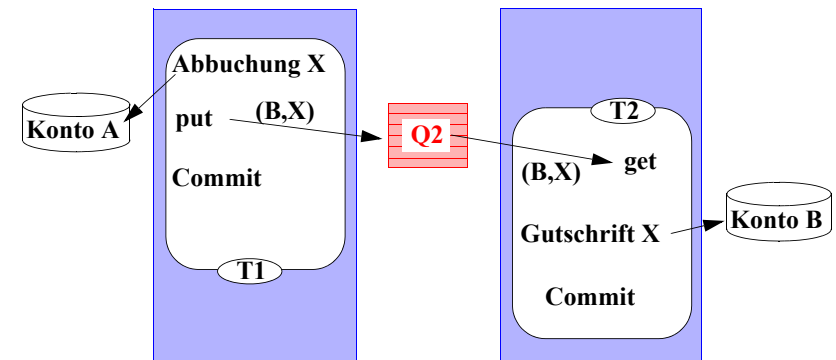 Abbuchung X
Konto A
put (B,X)
Commit
T1
Q2
T2
(B,X) get
Gutschrift X
Konto B
Commit